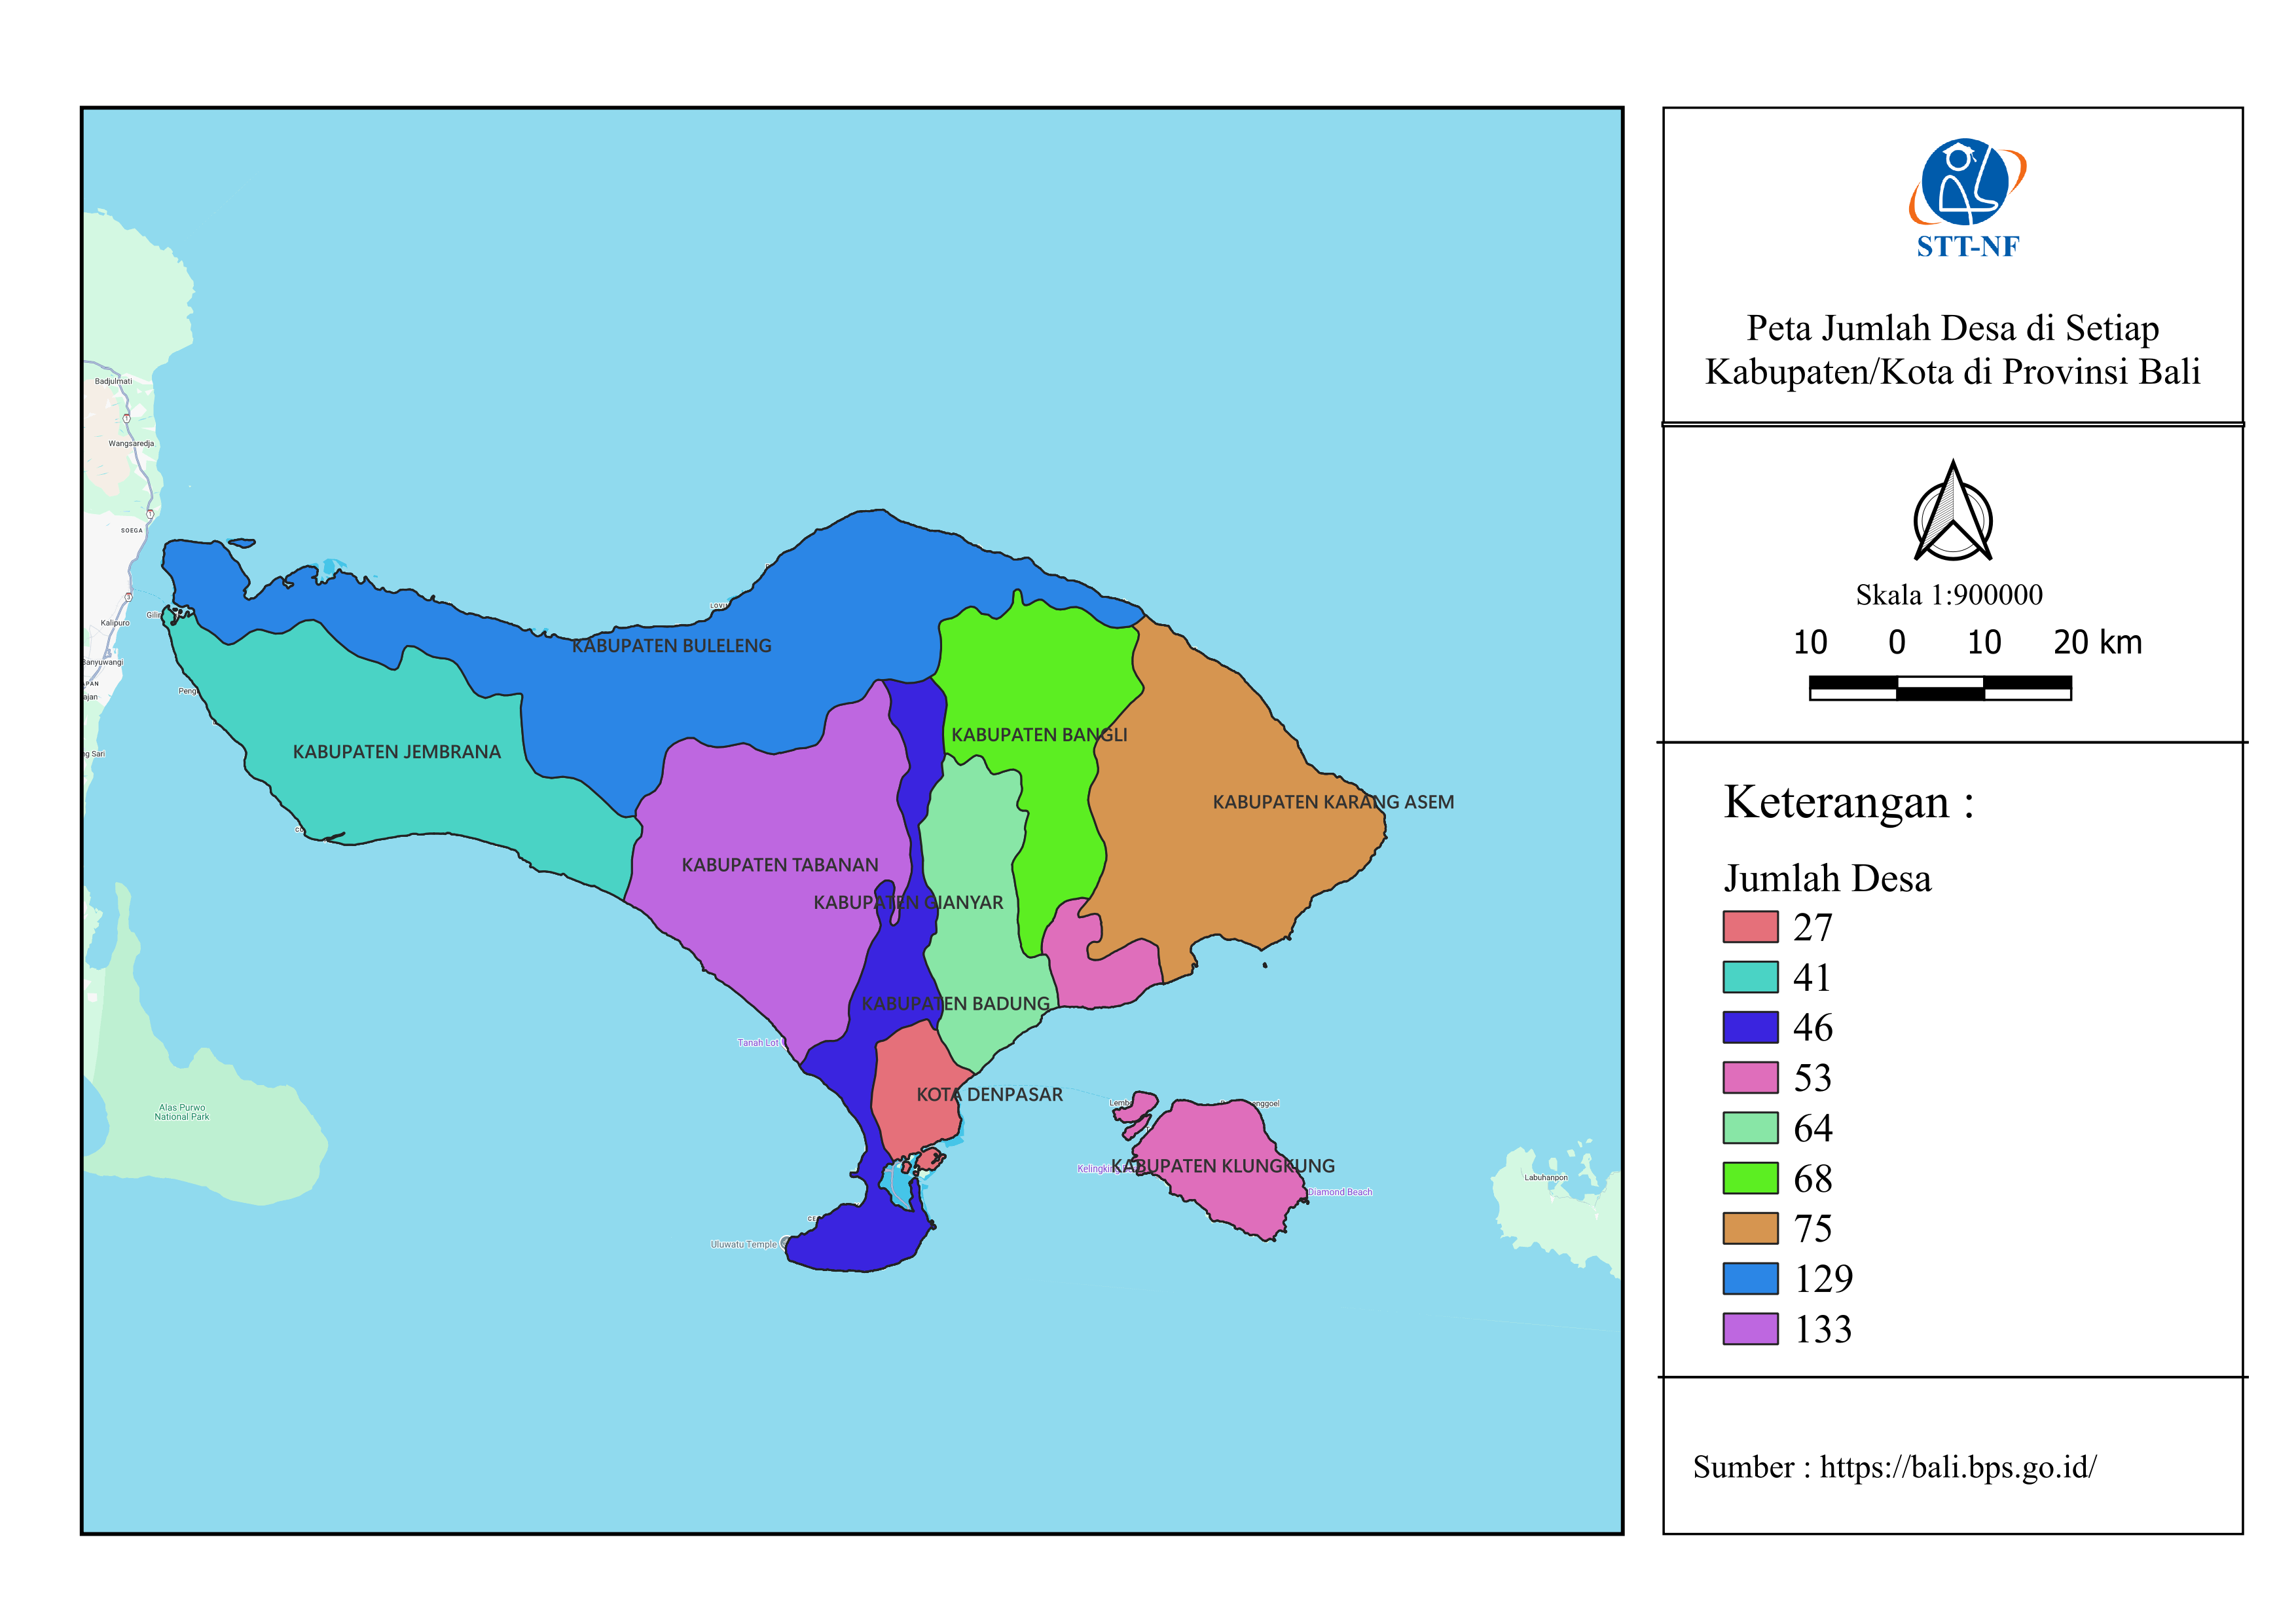 Badjulmati
Wangsaredja
SOEGA
Kalipuro
KABUPATEN BULELENG
KABUPATEN JEMBRANA
KABUPATEN BANGLI
KABUPATEN KARANG ASEM
KABUPATEN TABANAN
KABUPATEN GIANYAR
KABUPATEN BADUNG
Tanah Lot
KOTA DENPASAR
Alas Purwo
National Park
KABUPATEN KLUNGKUNG
Labuhanpon
Diamond Beach
Uluwatu Temple
STT-NF
Peta Jumlah Desa di Setiap
Kabupaten/Kota di Provinsi Bali
Skala 1:900000
10 0 10 20 km
Keterangan :
Jumlah Desa
27
41
46
53
64
68
75
129
133
Sumber : https://bali.bps.go.id/